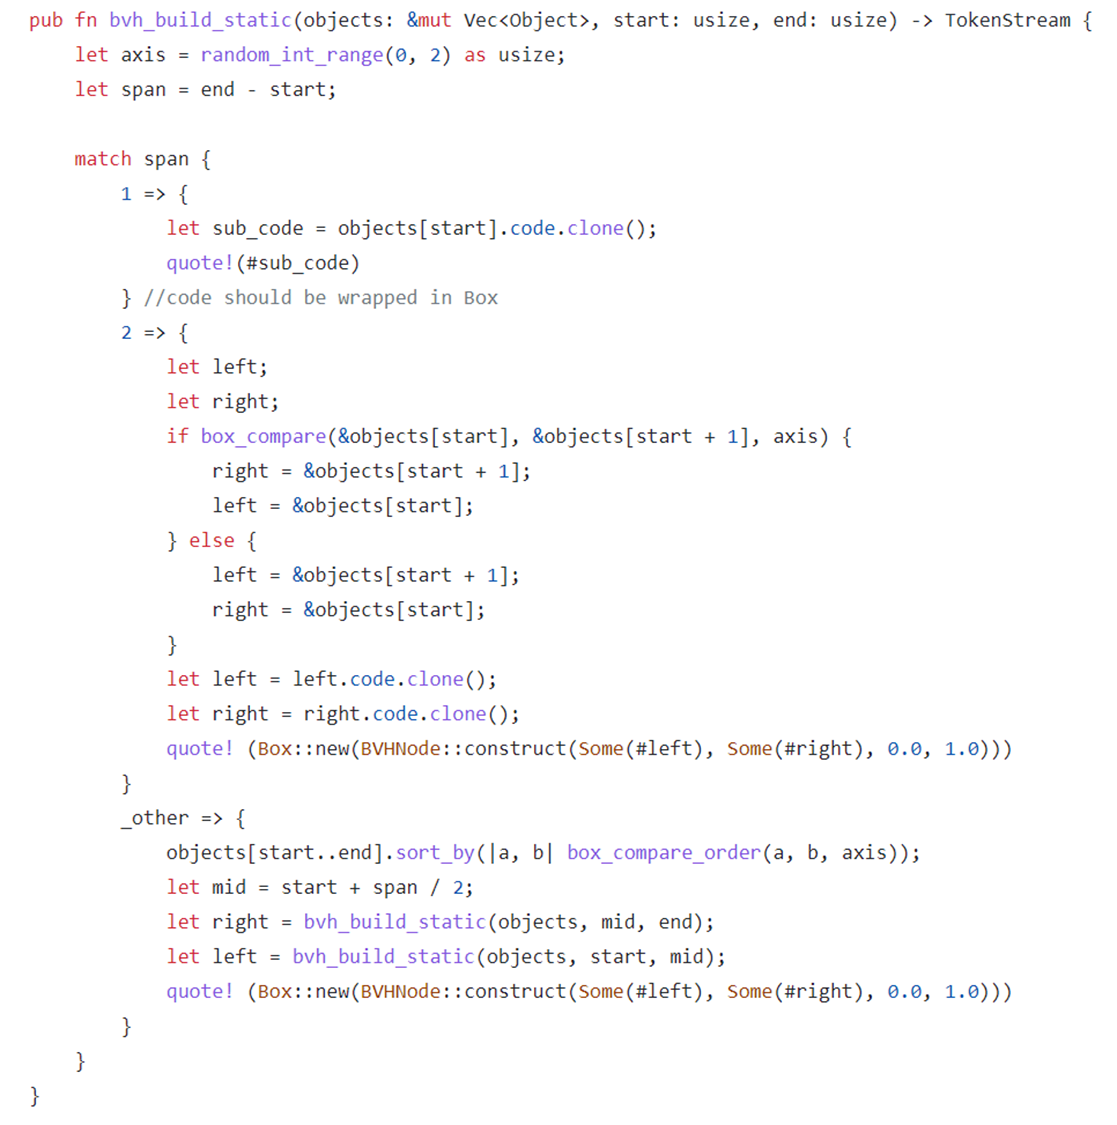 pub fn bvh_build_static(objects: &mut Vec<Object>, start: usize, end: usize) -> TokenStream {
    let axis = random_int_range(0, 2) as usize;
    let span = end - start;

    match span {
        1 => {
            let sub_code = objects[start].code.clone();
            quote!(#sub_code)
        } //code should be wrapped in Box
        2 => {
            let left;
            let right;
            if box_compare(&objects[start], &objects[start + 1], axis) {
                right = &objects[start + 1];
                left = &objects[start];
            } else {
                left = &objects[start + 1];
                right = &objects[start];
            }
            let left = left.code.clone();
            let right = right.code.clone();
            quote! (Box::new(BVHNode::construct(Some(#left), Some(#right), 0.0, 1.0)))
        }
        _other => {
            objects[start..end].sort_by(|a, b| box_compare_order(a, b, axis));
            let mid = start + span / 2;
            let right = bvh_build_static(objects, mid, end);
            let left = bvh_build_static(objects, start, mid);
            quote! (Box::new(BVHNode::construct(Some(#left), Some(#right), 0.0, 1.0)))
        }
    }
}